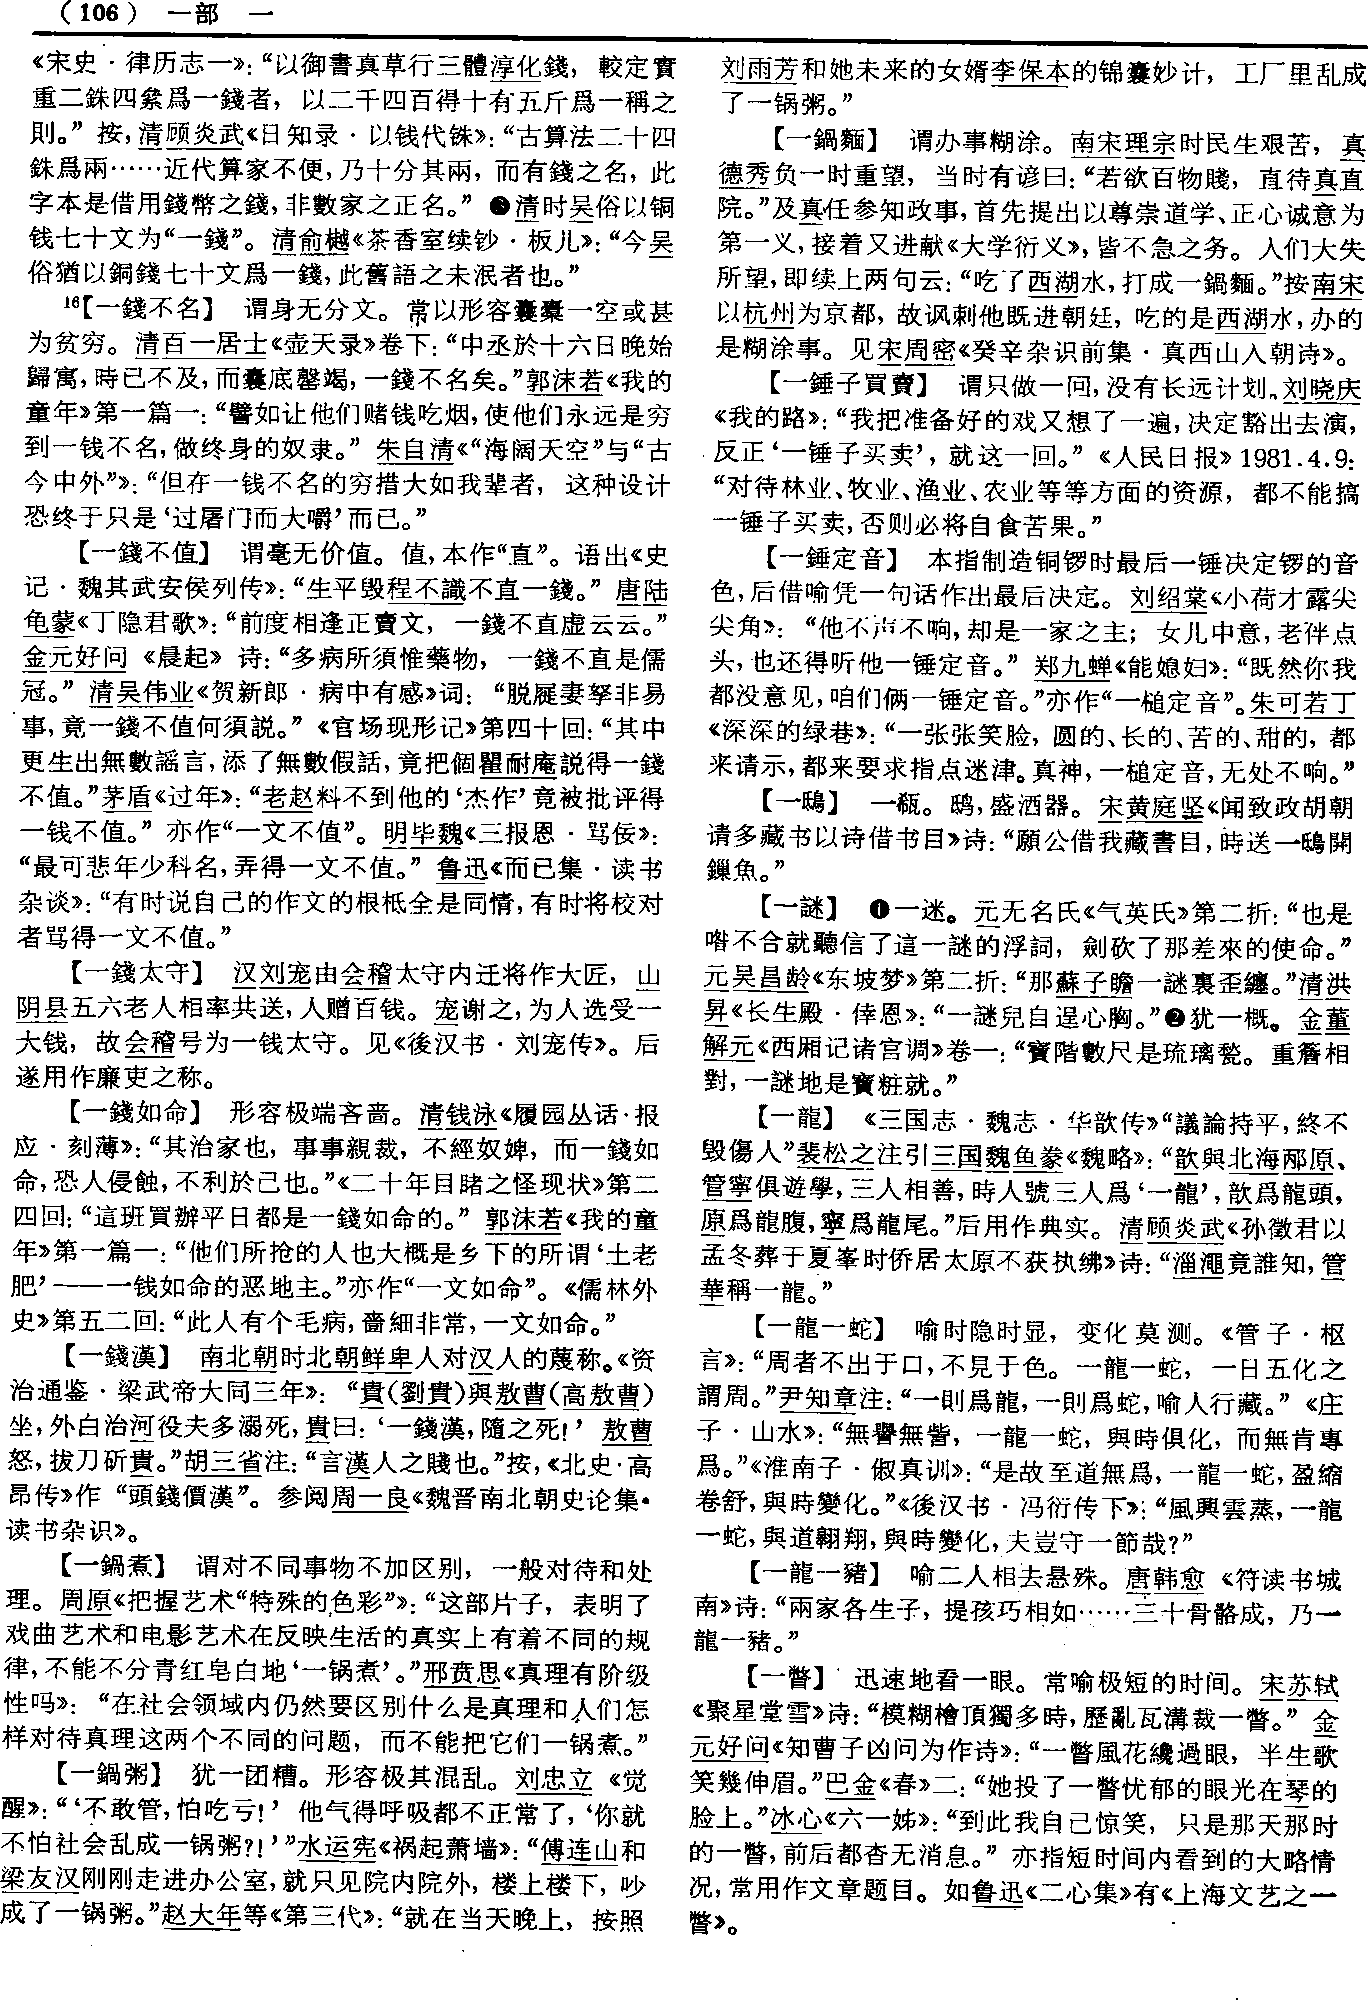 （106） 一部 一
《宋史·律历志一》：“以御書真草行三體淳化錢，較定實
重二銖四絫爲一錢者，以二千四百得十有五斤爲一稱之
則。”按，清顾炎武《日知录·以钱代铢》：“古算法二十四
銖爲兩……近代算家不便，乃十分其兩，而有錢之名，此
字本是借用錢幣之錢，非數家之正名。”❸清时吴俗以铜
钱七十文为“一錢”。清俞樾《茶香室续钞·板儿》：“今吴
俗猶以銅錢七十文爲一錢，此舊語之未泯者也。”
16【一錢不名】 谓身无分文。常以形容囊橐一空或甚
为贫穷。清百一居士《壶天录》卷下：“中丞於十六日晚始
歸寓，時已不及，而囊底罄竭，一錢不名矣。”郭沫若《我的
童年》第一篇一：“譬如让他们赌钱吃烟，使他们永远是穷
到一钱不名，做终身的奴隶。”朱自清《“海阔天空”与“古
今中外”》：“但在一钱不名的穷措大如我辈者，这种设计
恐终于只是‘过屠门而大嚼’而已。”
【一錢不值】 谓毫无价值。值，本作“直”。语出《史
记·魏其武安侯列传》：“生平毁程不識不直一錢。”唐陆
龟蒙《丁隐君歌》：“前度相逢正賣文，一錢不直虚云云。”
金元好问《晨起》诗：“多病所須惟藥物，一錢不直是儒
冠。”清吴伟业《贺新郎·病中有感》词：“脱屣妻孥非易
事，竟一錢不值何須説。”《官场现形记》第四十回：“其中
更生出無數謡言，添了無數假話，竟把個瞿耐庵説得一錢
不值。”茅盾《过年》：“老赵料不到他的‘杰作’竟被批评得
一钱不值。”亦作“一文不值”。明毕魏《三报恩·骂佞》：
“最可悲年少科名，弄得一文不值。”鲁迅《而已集·读书
杂谈》：“有时说自己的作文的根柢全是同情，有时将校对
者骂得一文不值。”
【一錢太守】 汉刘宠由会稽太守内迁将作大匠，山
阴县五六老人相率共送，人赠百钱。宠谢之，为人选受一
大钱，故会稽号为一钱太守。见《後汉书·刘宠传》。后
遂用作廉吏之称。
【一錢如命】 形容极端吝啬。清钱泳《履园丛话·报
应·刻薄》：“其治家也，事事親裁，不經奴婢，而一錢如
命，恐人侵蝕，不利於己也。”《二十年目睹之怪现状》第二
四回：“這班買辦平日都是一錢如命的。”郭沫若《我的童
年》第一篇一：“他们所抢的人也大概是乡下的所谓‘土老
肥’——一钱如命的恶地主。”亦作“一文如命”。《儒林外
史》第五二回：“此人有个毛病，嗇細非常，一文如命。”
【一錢漢】 南北朝时北朝鲜卑人对汉人的蔑称。《资
治通鉴·梁武帝大同三年》：“貴（劉貴）與敖曹（高敖曹）
坐，外白治河役夫多溺死，貴曰：‘一錢漢，隨之死！’敖曹
怒，拔刀斫貴。”胡三省注：“言漢人之賤也。”按，《北史·高
昂传》作“頭錢價漢”。参阅周一良《魏晋南北朝史论集·
读书杂识》。
【一鍋煮】 谓对不同事物不加区别，一般对待和处
理。周原《把握艺术“特殊的色彩”》：“这部片子，表明了
戏曲艺术和电影艺术在反映生活的真实上有着不同的规
律，不能不分青红皂白地‘一锅煮’。”邢贲思《真理有阶级
性吗》：“在社会领域内仍然要区别什么是真理和人们怎
样对待真理这两个不同的问题，而不能把它们一锅煮。”
【一鍋粥】 犹一团糟。形容极其混乱。刘忠立《觉
醒》：“‘不敢管，怕吃亏！’他气得呼吸都不正常了，‘你就
不怕社会乱成一锅粥？！’”水运宪《祸起萧墙》：“傅连山和
梁友汉刚刚走进办公室，就只见院内院外，楼上楼下，吵
成了一锅粥。”赵大年等《第三代》：“就在当天晚上，按照
刘雨芳和她未来的女婿李保本的锦囊妙计，工厂里乱成
了一锅粥。”
【一鍋麵】 谓办事糊涂。南宋理宗时民生艰苦，真
德秀负一时重望，当时有谚曰：“若欲百物賤，直待真直
院。”及真任参知政事，首先提出以尊崇道学、正心诚意为
第一义，接着又进献《大学衍义》，皆不急之务。人们大失
所望，即续上两句云：“吃了西湖水，打成一鍋麵。”按南宋
以杭州为京都，故讽刺他既进朝廷，吃的是西湖水，办的
是糊涂事。见宋周密《癸辛杂识前集·真西山入朝诗》。
【一錘子買賣】 谓只做一回，没有长远计划。刘晓庆
《我的路》：“我把准备好的戏又想了一遍，决定豁出去演，
反正‘一锤子买卖’，就这一回。”《人民日报》1981.4.9：
“对待林业、牧业、渔业、农业等等方面的资源，都不能搞
一锤子买卖，否则必将自食苦果。”
【一錘定音】 本指制造铜锣时最后一锤决定锣的音
色，后借喻凭一句话作出最后决定。刘绍棠《小荷才露尖
尖角》：“他不声不响，却是一家之主；女儿中意，老伴点
头，也还得听他一锤定音。”郑九蝉《能媳妇》：“既然你我
都没意见，咱们俩一锤定音。”亦作“一槌定音”。朱可若丁
《深深的绿巷》：“一张张笑脸，圆的、长的、苦的、甜的，都
来请示，都来要求指点迷津。真神，一槌定音，无处不响。”
【一鴟】 一瓻。鸱，盛酒器。宋黄庭坚《闻致政胡朝
请多藏书以诗借书目》诗：“願公借我藏書目，時送一鴟開
鏁魚。”
【一謎】 ❶一迷。元无名氏《气英氏》第二折：“也是
喒不合就聽信了這一謎的浮詞，劍砍了那差來的使命。”
元吴昌龄《东坡梦》第二折：“那蘇子瞻一謎裏歪纏。”清洪
昇《长生殿·倖恩》：“一謎兒自逞心胸。”❷犹一概。金董
解元《西厢记诸宫调》卷一：“寳階數尺是琉璃甃。重簷相
對，一謎地是寳粧就。”
【一龍】 《三国志·魏志·华歆传》“議論持平，終不
毁傷人”裴松之注引三国魏鱼豢《魏略》：“歆與北海邴原、
管寧俱遊學，三人相善，時人號三人爲‘一龍’，歆爲龍頭，
原爲龍腹，寧爲龍尾。”后用作典实。清顾炎武《孙徵君以
孟冬葬于夏峯时侨居太原不获执绋》诗：“淄澠竟誰知，管
華稱一龍。”
【一龍一蛇】 喻时隐时显，变化莫测。《管子·枢
言》：“周者不出于口，不見于色。一龍一蛇，一日五化之
謂周。”尹知章注：“一則爲龍，一則爲蛇，喻人行藏。”《庄
子·山水》：“無譽無訾，一龍一蛇，與時俱化，而無肯專
爲。”《淮南子·俶真训》：“是故至道無爲，一龍一蛇，盈縮
卷舒，與時變化。”《後汉书·冯衍传下》：“風興雲蒸，一龍
一蛇，與道翱翔，與時變化，夫豈守一節哉？”
【一龍一豬】 喻二人相去悬殊。唐韩愈《符读书城
南》诗：“兩家各生子，提孩巧相如……三十骨骼成，乃一
龍一豬。”
【一瞥】 迅速地看一眼。常喻极短的时间。宋苏轼
《聚星堂雪》诗：“模糊檜頂獨多時，歷亂瓦溝裁一瞥。”金
元好问《知曹子凶问为作诗》：“一瞥風花纔過眼，半生歌
笑幾伸眉。”巴金《春》二：“她投了一瞥忧郁的眼光在琴的
脸上。”冰心《六一姊》：“到此我自己惊笑，只是那天那时
的一瞥，前后都杳无消息。”亦指短时间内看到的大略情
况，常用作文章题目。如鲁迅《二心集》有《上海文艺之一
瞥》。